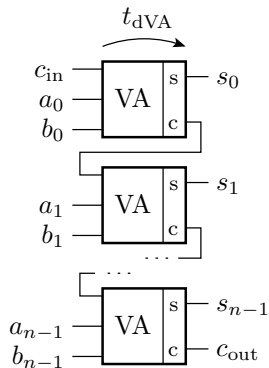 t_dVA
c_in s s_0
a_0 VA
b_0 c
s s_1
a_1 VA
b_1 c
...
...
s s_{n−1}
a_{n−1} VA
b_{n−1} c c_out